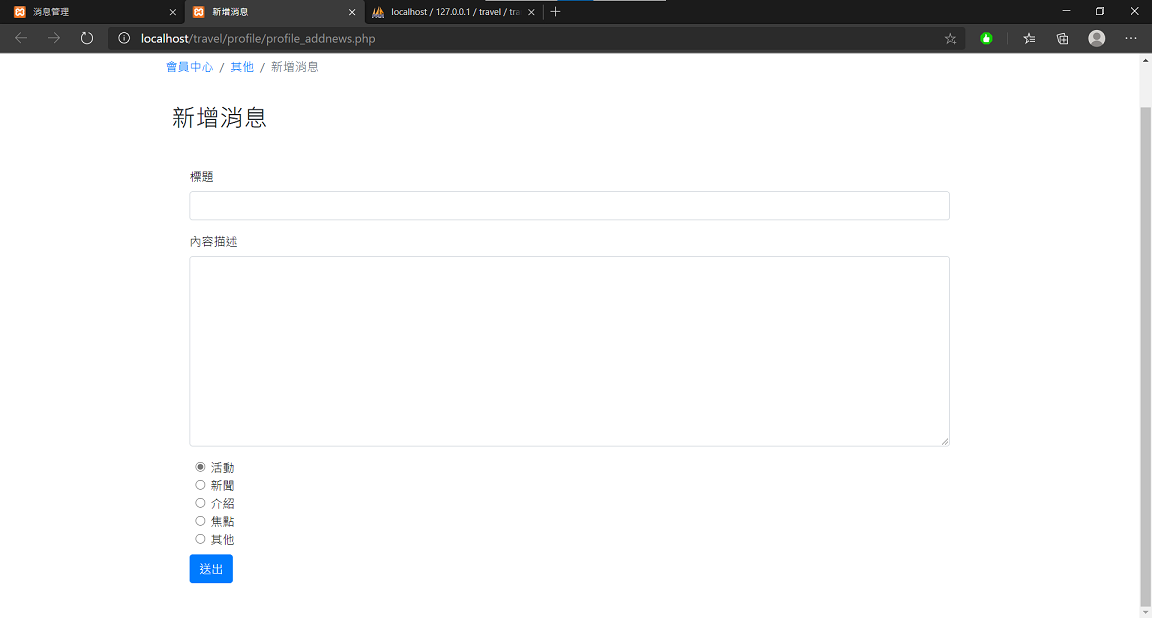 消息管理
新增消息
localhost / 127.0.0.1 / travel / tra
localhost/travel/profile/profile_addnews.php
會員中心 / 其他 / 新增消息
新增消息
標題
內容描述
活動
新聞
介紹
焦點
其他
送出